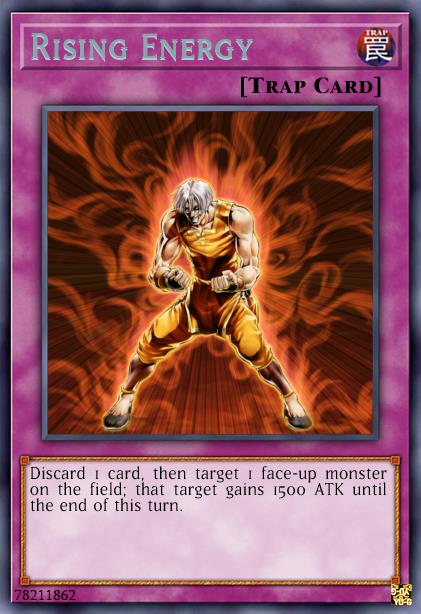 Rising Energy
TRAP
罠
[Trap Card]
Discard 1 card, then target 1 face-up monster
on the field; that target gains 1500 ATK until
the end of this turn.
78211862